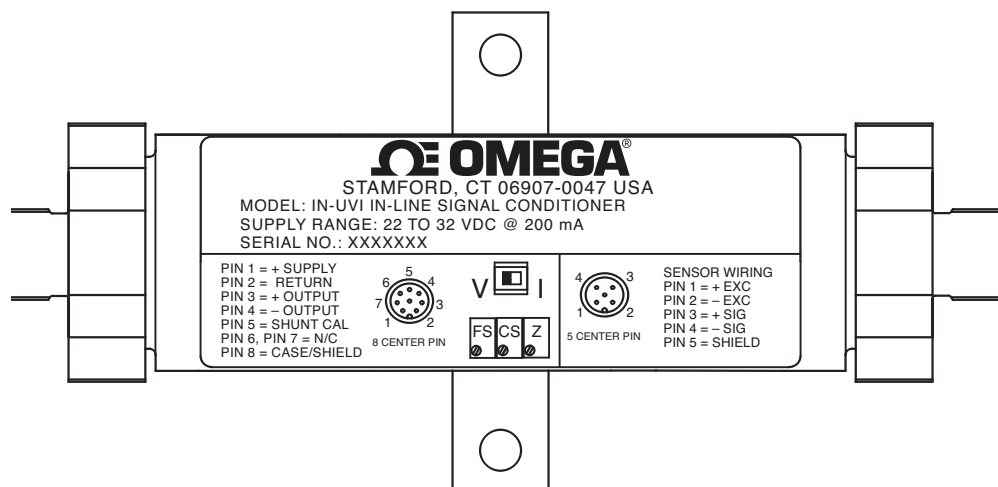 ΩE OMEGA®
STAMFORD, CT 06907-0047 USA
MODEL: IN-UVI IN-LINE SIGNAL CONDITIONER
SUPPLY RANGE: 22 TO 32 VDC @ 200 mA
SERIAL NO.: XXXXXXX
PIN 1 = + SUPPLY
PIN 2 = RETURN
PIN 3 = + OUTPUT
PIN 4 = – OUTPUT
PIN 5 = SHUNT CAL
PIN 6, PIN 7 = N/C
PIN 8 = CASE/SHIELD
5
6 4
7 3
1 2
8 CENTER PIN
V I
FS CS Z
4 3
1 2
5 CENTER PIN
SENSOR WIRING
PIN 1 = + EXC
PIN 2 = – EXC
PIN 3 = + SIG
PIN 4 = – SIG
PIN 5 = SHIELD